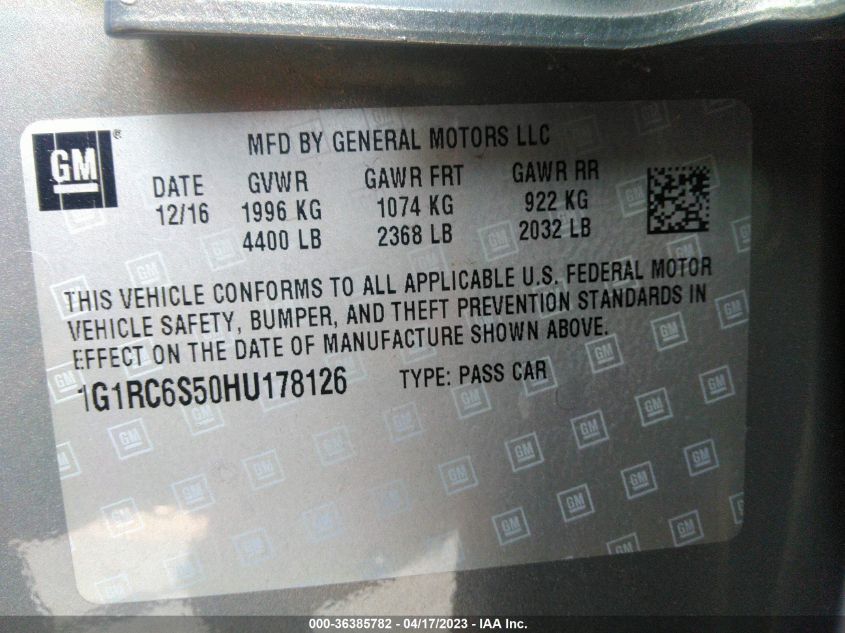 GM ®
MFD BY GENERAL MOTORS LLC
DATE GVWR GAWR FRT GAWR RR
12/16 1996 KG 1074 KG 922 KG
4400 LB 2368 LB 2032 LB
THIS VEHICLE CONFORMS TO ALL APPLICABLE U.S. FEDERAL MOTOR
VEHICLE SAFETY, BUMPER, AND THEFT PREVENTION STANDARDS IN
EFFECT ON THE DATE OF MANUFACTURE SHOWN ABOVE.
1G1RC6S50HU178126 TYPE: PASS CAR
000-36385782 - 04/17/2023 - IAA Inc.